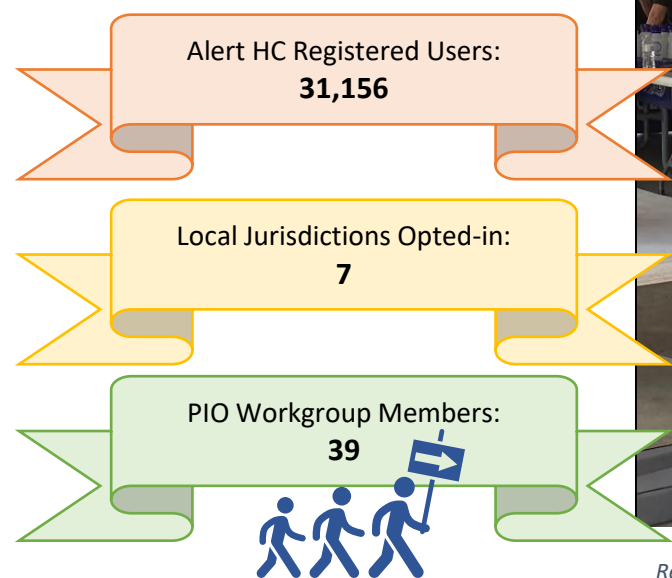 Alert HC Registered Users:
31,156
Local Jurisdictions Opted-in:
7
PIO Workgroup Members:
39